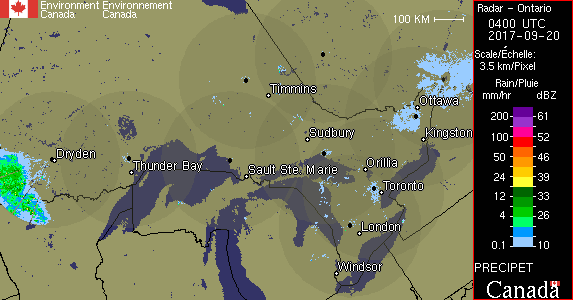 Environment Environnement
Canada Canada
100 KM
Timmins
Ottawa
Sudbury
Kingston
Dryden
Thunder Bay
Sault Ste. Marie
Orillia
Toronto
London
Windsor
Radar - Ontario
0400 UTC
2017-09-20
Scale/Échelle:
3.5 km/Pixel
Rain/Pluie
mm/hr dBZ
200 61
100 52
50 46
24 39
12 33
4 26
0.1 10
PRECIPET
Canada